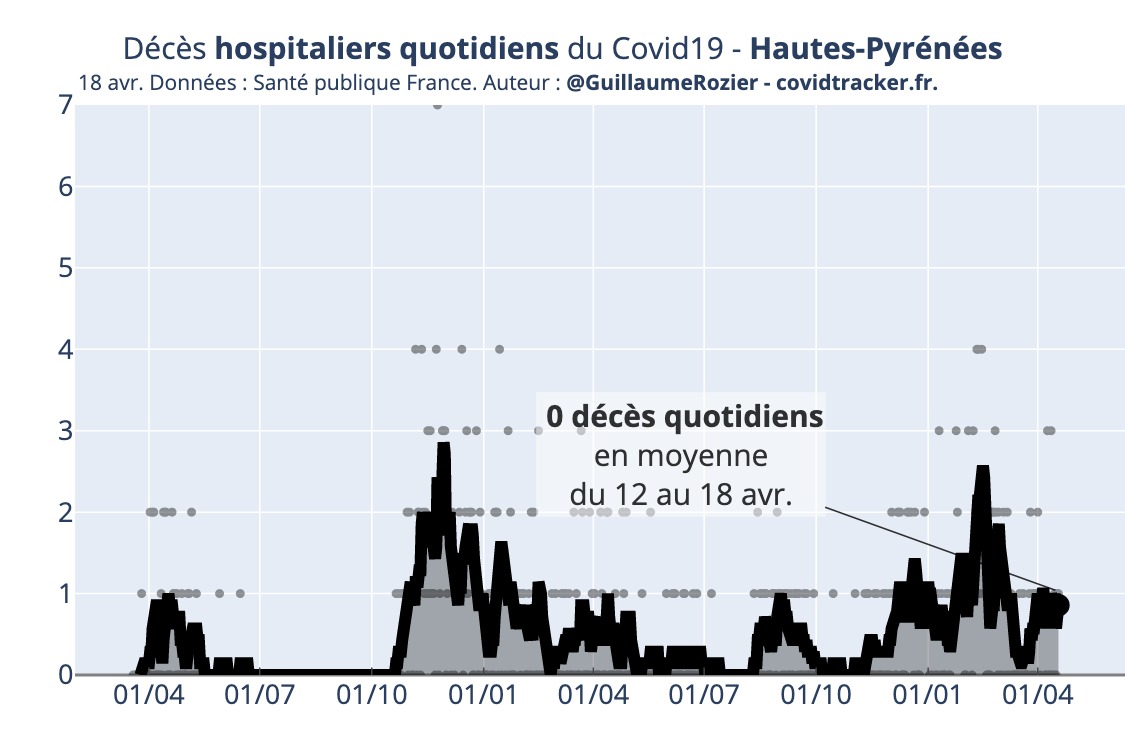 Décès hospitaliers quotidiens du Covid19 - Hautes-Pyrénées
18 avr. Données : Santé publique France. Auteur : @GuillaumeRozier - covidtracker.fr.
7
6
5
4
3
2
1
0
0 décès quotidiens
en moyenne
du 12 au 18 avr.
01/04 01/07 01/10 01/01 01/04 01/07 01/10 01/01 01/04